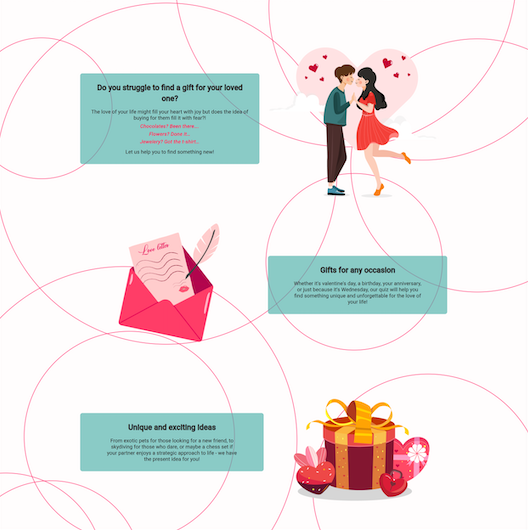 Do you struggle to find a gift for your loved
one?
The love of your life might fill your heart with joy but does the idea of
buying for them fill it with fear?!
Chocolates? Been there...
Flowers? Done it...
Jewelery? Got the t-shirt...
Let us help you to find something new!
Love letter
Gifts for any occasion
Whether it's valentine's day, a birthday, your anniversary,
or just because it's Wednesday, our quiz will help you
find something unique and unforgettable for the love of
your life!
Unique and exciting ideas
From exotic pets for those looking for a new friend, to
skydiving for those who dare, or maybe a chess set if
your partner enjoys a strategic approach to life - we have
the present idea for you!